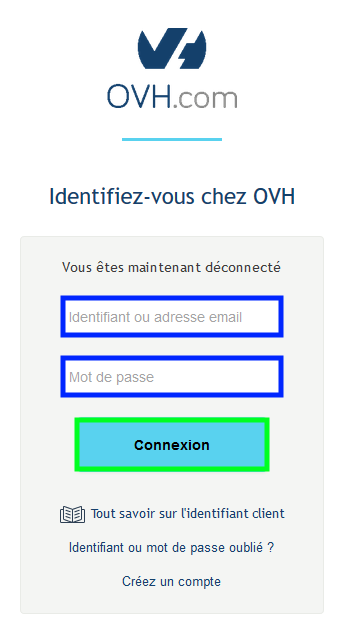 OVH.com
Identifiez-vous chez OVH
Vous êtes maintenant déconnecté
Identifiant ou adresse email
Mot de passe
Connexion
Tout savoir sur l'identifiant client
Identifiant ou mot de passe oublié ?
Créez un compte